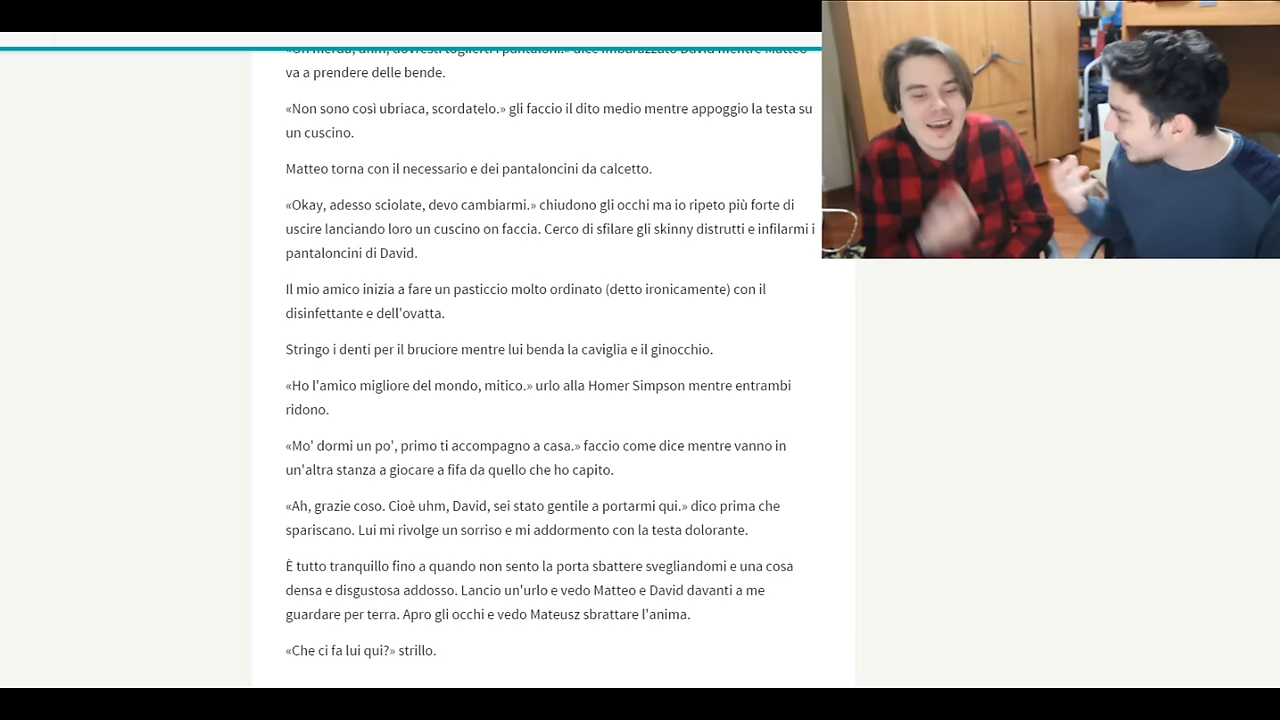 va a prendere delle bende.
«Non sono così ubriaca, scordatelo.» gli faccio il dito medio mentre appoggio la testa su
un cuscino.
Matteo torna con il necessario e dei pantaloncini da calcetto.
«Okay, adesso sciolate, devo cambiarmi.» chiudono gli occhi ma io ripeto più forte di
uscire lanciando loro un cuscino on faccia. Cerco di sfilare gli skinny distrutti e infilarmi i
pantaloncini di David.
Il mio amico inizia a fare un pasticcio molto ordinato (detto ironicamente) con il
disinfettante e dell'ovatta.
Stringo i denti per il bruciore mentre lui benda la caviglia e il ginocchio.
«Ho l'amico migliore del mondo, mitico.» urlo alla Homer Simpson mentre entrambi
ridono.
«Mo' dormi un po', primo ti accompagno a casa.» faccio come dice mentre vanno in
un'altra stanza a giocare a fifa da quello che ho capito.
«Ah, grazie coso. Cioè uhm, David, sei stato gentile a portarmi qui.» dico prima che
spariscano. Lui mi rivolge un sorriso e mi addormento con la testa dolorante.
È tutto tranquillo fino a quando non sento la porta sbattere svegliandomi e una cosa
densa e disgustosa addosso. Lancio un'urlo e vedo Matteo e David davanti a me
guardare per terra. Apro gli occhi e vedo Mateusz sbrattare l'anima.
«Che ci fa lui qui?» strillo.